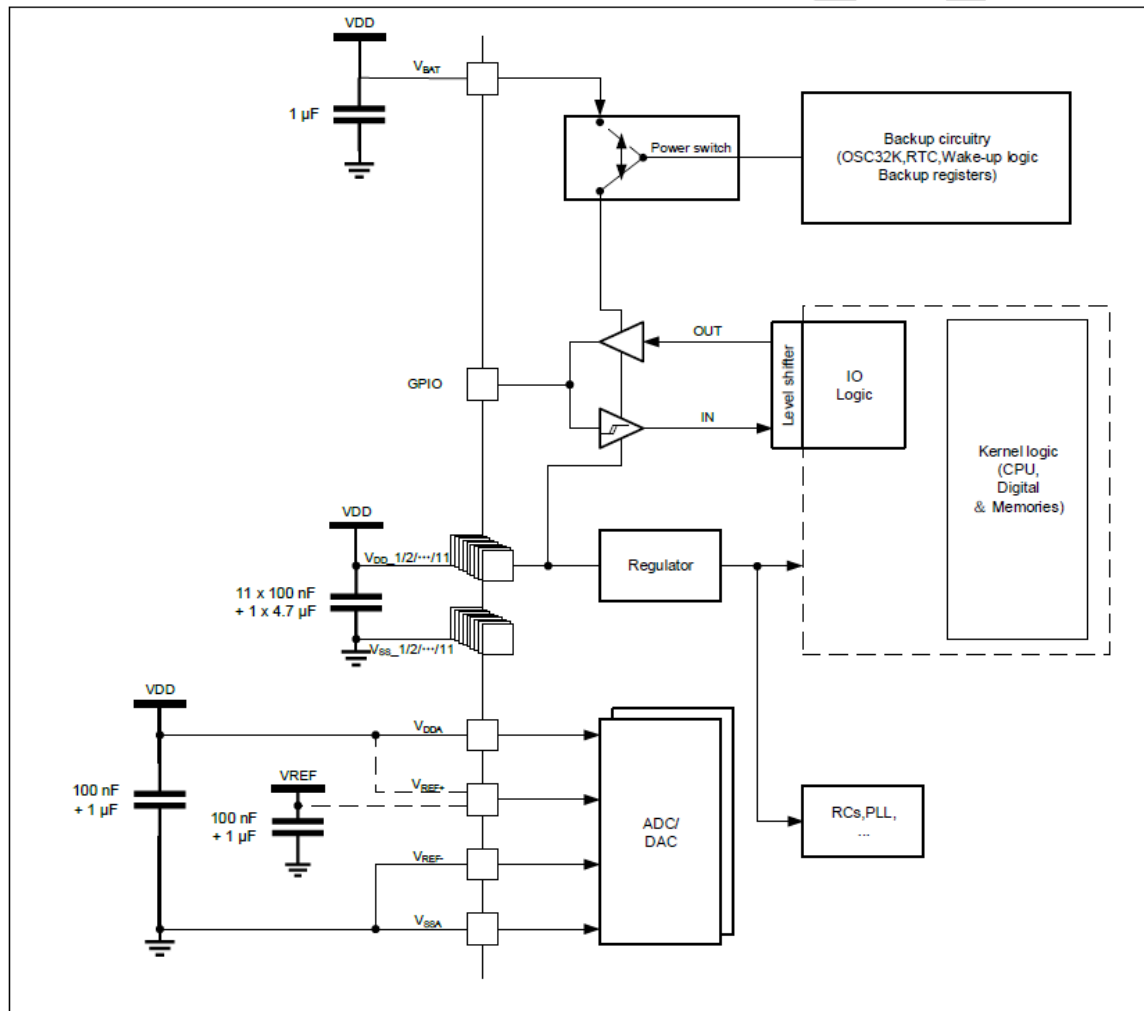 VDD
VBAT
1 µF
Power switch
Backup circuitry
(OSC32K,RTC,Wake-up logic
Backup registers)
OUT
GPIO
IN
Level shifter
IO
Logic
Kernel logic
(CPU,
Digital
& Memories)
VDD
VDD_1/2/···/11
11 x 100 nF
+ 1 x 4.7 µF
VSS_1/2/···/11
Regulator
VDD
VDDA
100 nF
+ 1 µF
VREF
VREF+
100 nF
+ 1 µF
VREF-
VSSA
ADC/
DAC
RCs,PLL,
...